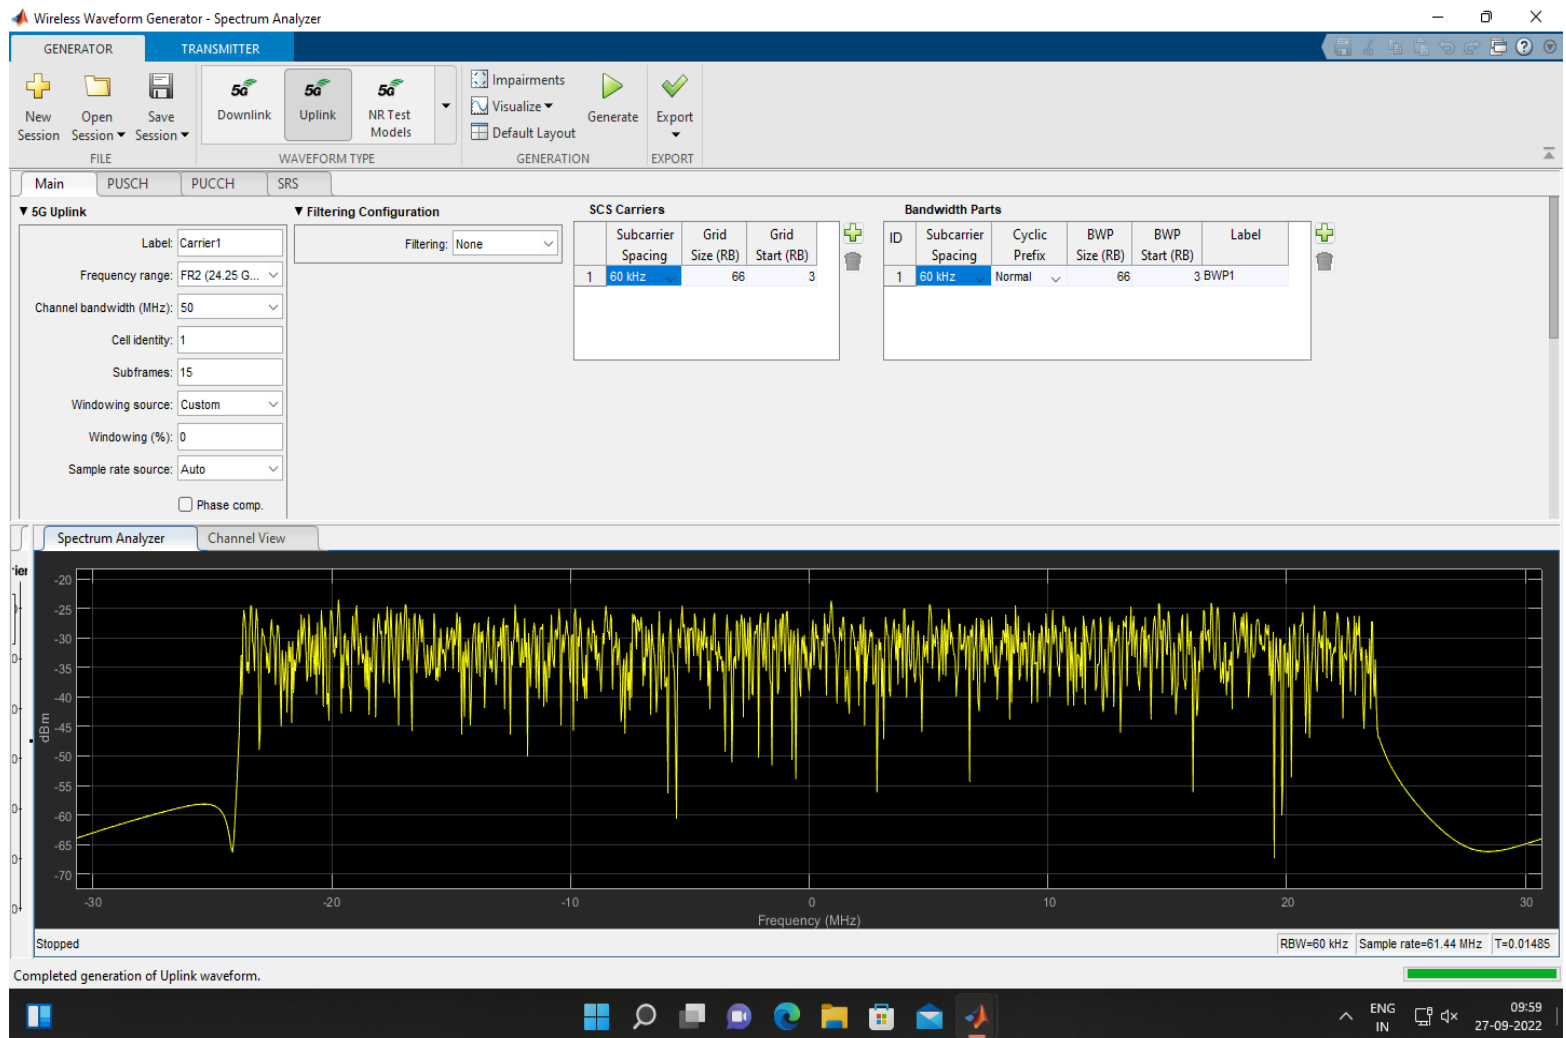 Wireless Waveform Generator - Spectrum Analyzer
GENERATOR TRANSMITTER
New Session
Open Session
Save Session
FILE
5G Downlink
5G Uplink
5G NR Test Models
WAVEFORM TYPE
Impairments
Visualize
Default Layout
Generate
GENERATION
Export
EXPORT
Main PUSCH PUCCH SRS
5G Uplink
Label: Carrier1
Frequency range: FR2 (24.25 G...
Channel bandwidth (MHz): 50
Cell identity: 1
Subframes: 15
Windowing source: Custom
Windowing (%): 0
Sample rate source: Auto
Phase comp.
Filtering Configuration
Filtering: None
SCS Carriers
Subcarrier Spacing Grid Size (RB) Grid Start (RB)
1 60 kHz 66 3
Bandwidth Parts
ID Subcarrier Spacing Cyclic Prefix BWP Size (RB) BWP Start (RB) Label
1 60 kHz Normal 66 3 BWP1
Spectrum Analyzer Channel View
-20
-25
-30
-35
-40
-45
-50
-55
-60
-65
-70
dBm
-30 -20 -10 0 10 20 30
Frequency (MHz)
Stopped
RBW=60 kHz Sample rate=61.44 MHz T=0.01485
Completed generation of Uplink waveform.
ENG
IN
09:59
27-09-2022